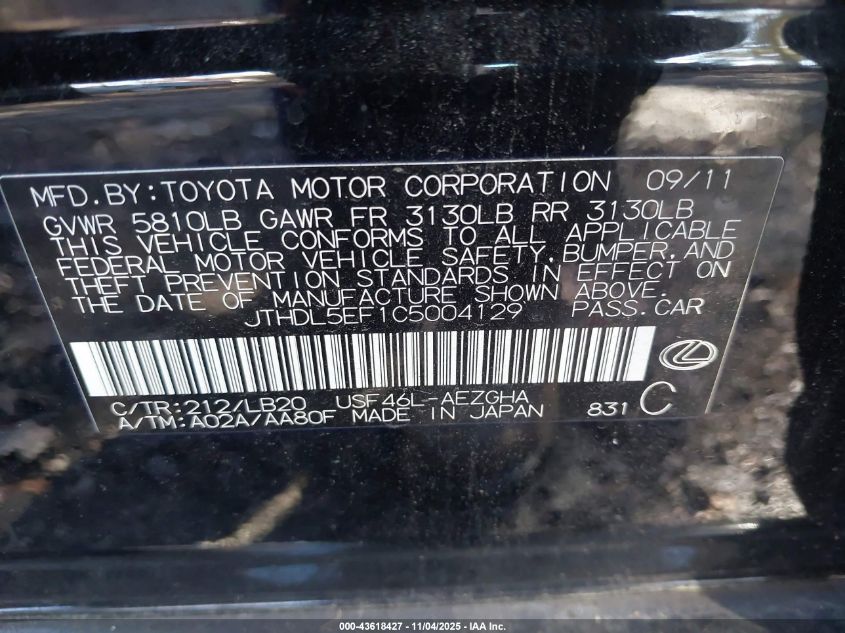 MFD.BY:TOYOTA MOTOR CORPORATION 09/11
GVWR 5810LB GAWR FR 3130LB RR 3130LB
THIS VEHICLE CONFORMS TO ALL APPLICABLE
FEDERAL MOTOR VEHICLE SAFETY,BUMPER,AND
THEFT PREVENTION STANDARDS IN EFFECT ON
THE DATE OF MANUFACTURE SHOWN ABOVE.
JTHDL5EF1C5004129 PASS.CAR
C/TR:212/LB20 USF46L-AEZGHA
A/TM:A02A/AA80F MADE IN JAPAN 831 C
000-43618427 - 11/04/2025 - IAA Inc.